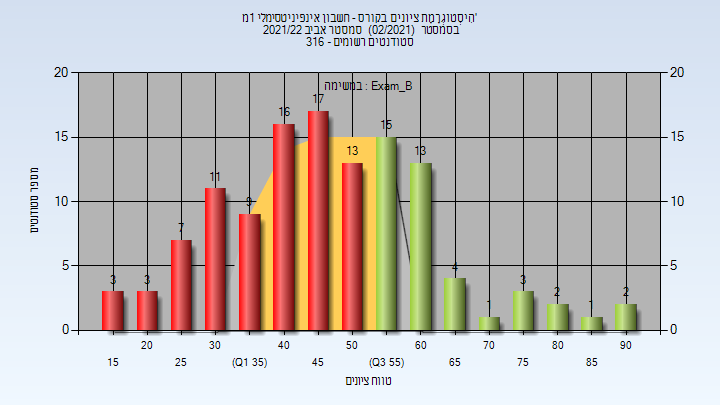 היסטוגרמת ציונים בקורס - חשבון אינפיניטסימלי 1מ'
בסמסטר (02/2021) סמסטר אביב 2021/22
סטודנטים רשומים - 316
במשימה : Exam_B
מספר סטודנטים
20 20
15 15
10 10
5 5
0 0
3 3 7 11 9 16 17 13 15 13 4 1 3 2 1 2
20 30 40 50 60 70 80 90
15 25 (Q1 35) 45 (Q3 55) 65 75 85
טווח ציונים